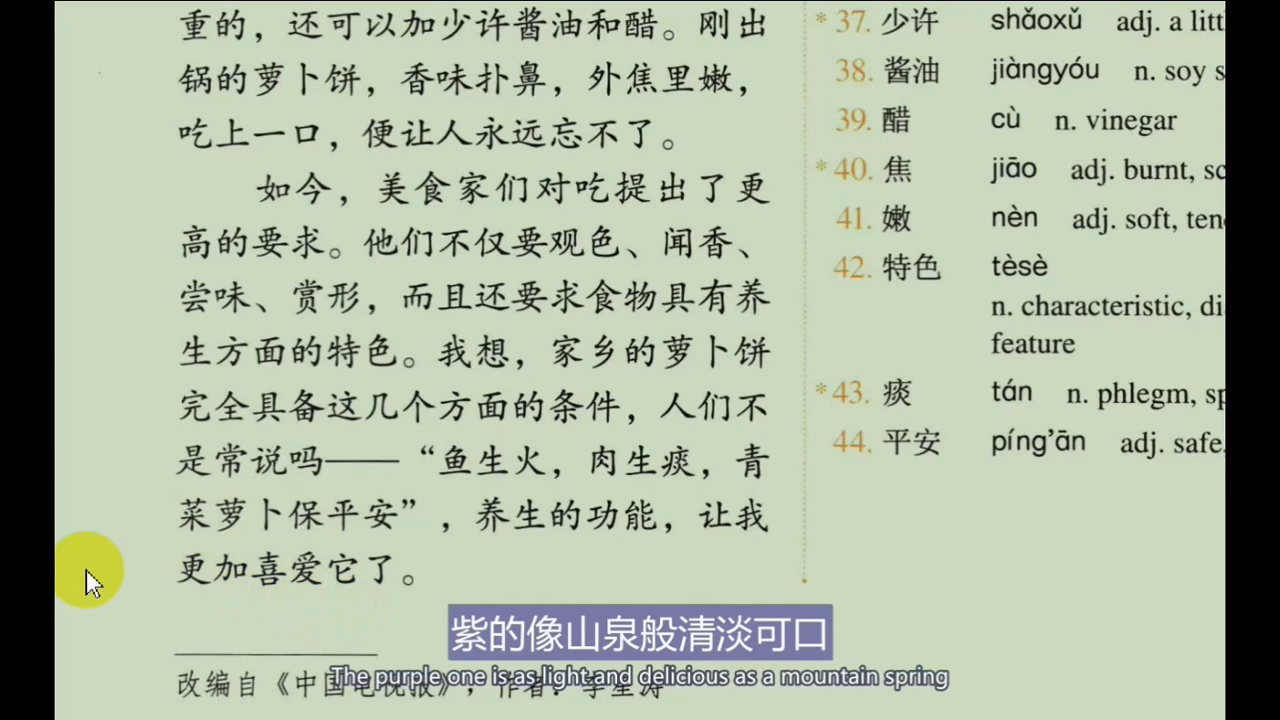 重的，还可以加少许酱油和醋。刚出
锅的萝卜饼，香味扑鼻，外焦里嫩，
吃上一口，便让人永远忘不了。
如今，美食家们对吃提出了更
高的要求。他们不仅要观色、闻香、
尝味、赏形，而且还要求食物具有养
生方面的特色。我想，家乡的萝卜饼
完全具备这几个方面的条件，人们不
是常说吗——“鱼生火，肉生痰，青
菜萝卜保平安”，养生的功能，让我
更加喜爱它了。
*37. 少许 shǎoxǔ adj. a litt
38. 酱油 jiàngyóu n. soy s
39. 醋 cù n. vinegar
*40. 焦 jiāo adj. burnt, sc
41. 嫩 nèn adj. soft, ten
42. 特色 tèsè
n. characteristic, di
feature
*43. 痰 tán n. phlegm, sp
44. 平安 píng’ān adj. safe,
紫的像山泉般清淡可口
The purple one is as light and delicious as a mountain spring
改编自《中国电视报》，作者：李星涛